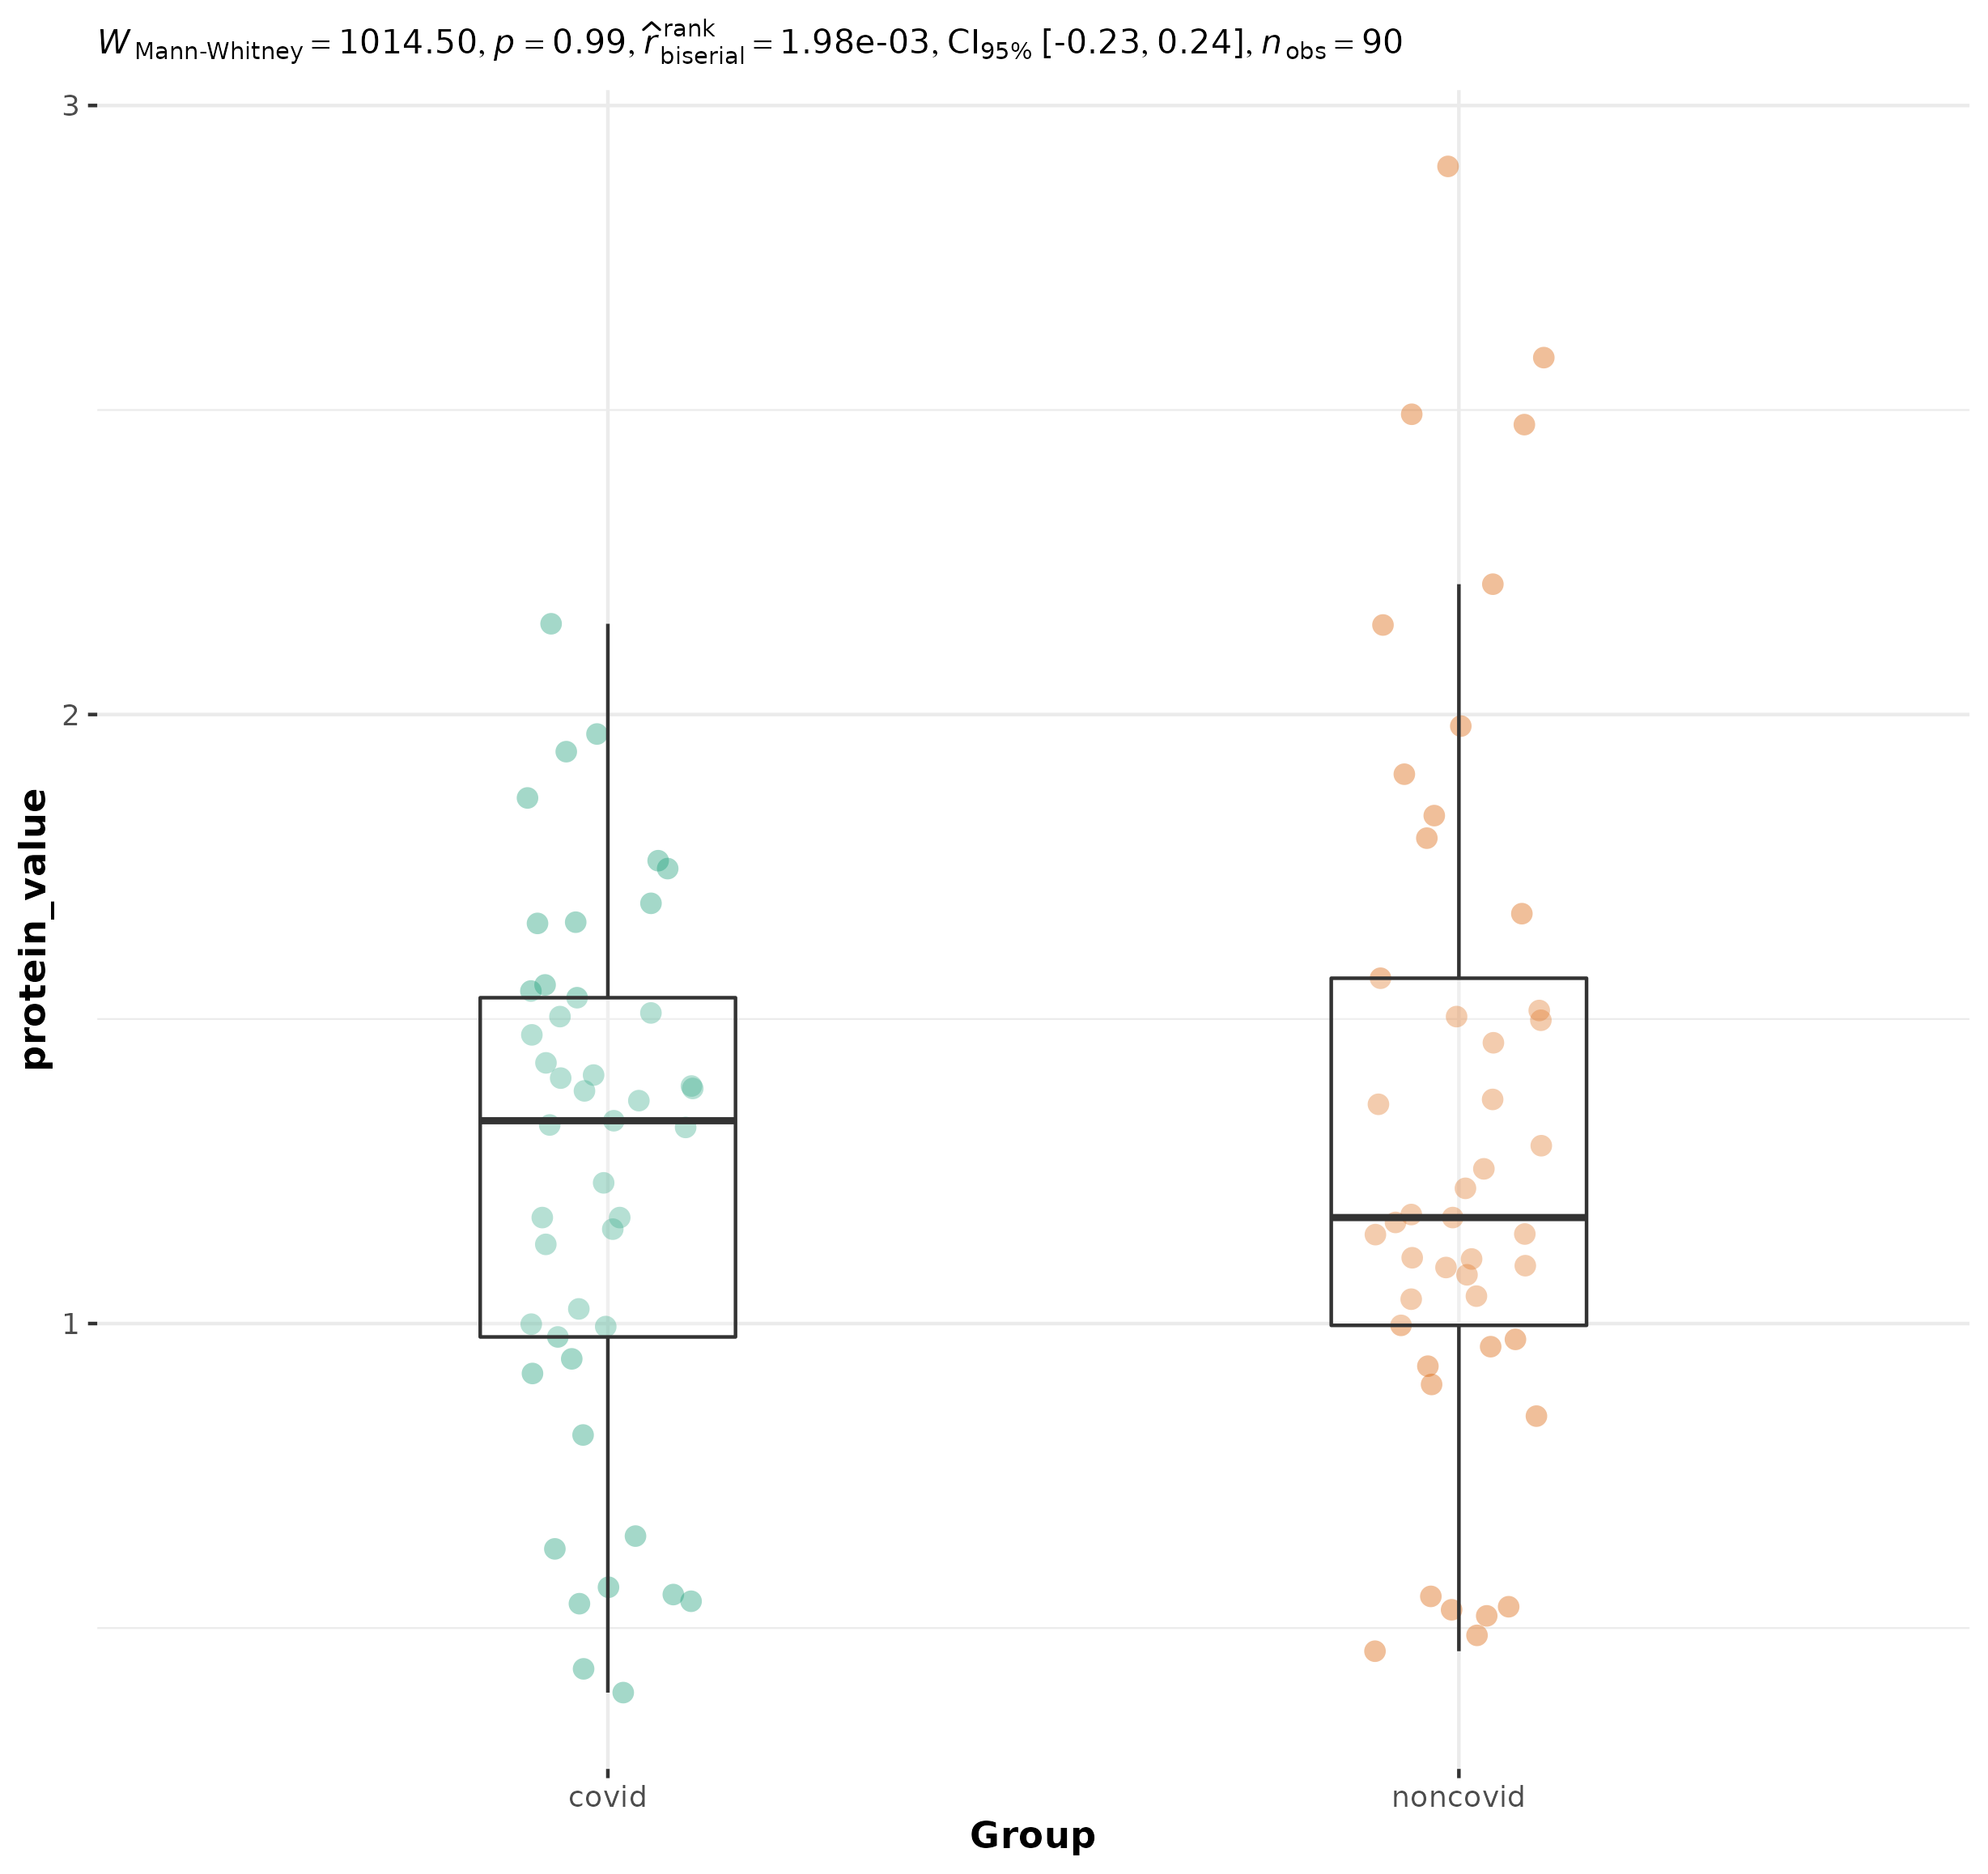 W Mann-Whitney = 1014.50, p = 0.99, r̂ rank biserial = 1.98e-03, CI95% [-0.23, 0.24], n obs = 90
3
2
1
protein_value
covid noncovid
Group